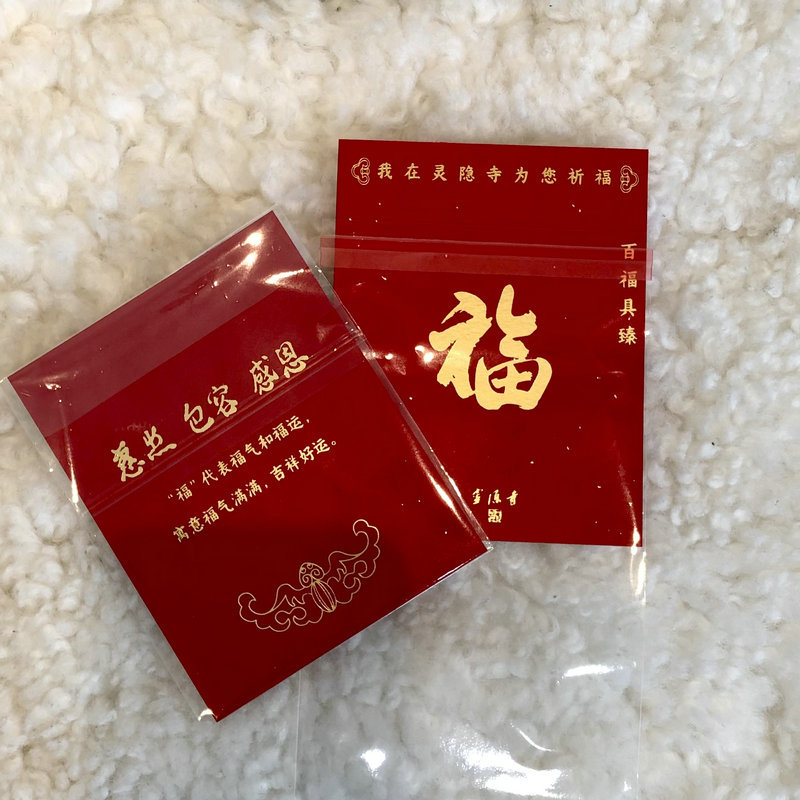 我在灵隐寺为您祈福
百福具臻
福
慈悲 包容 感恩
“福”代表福气和福运，
寓意福气满满，吉祥好运。